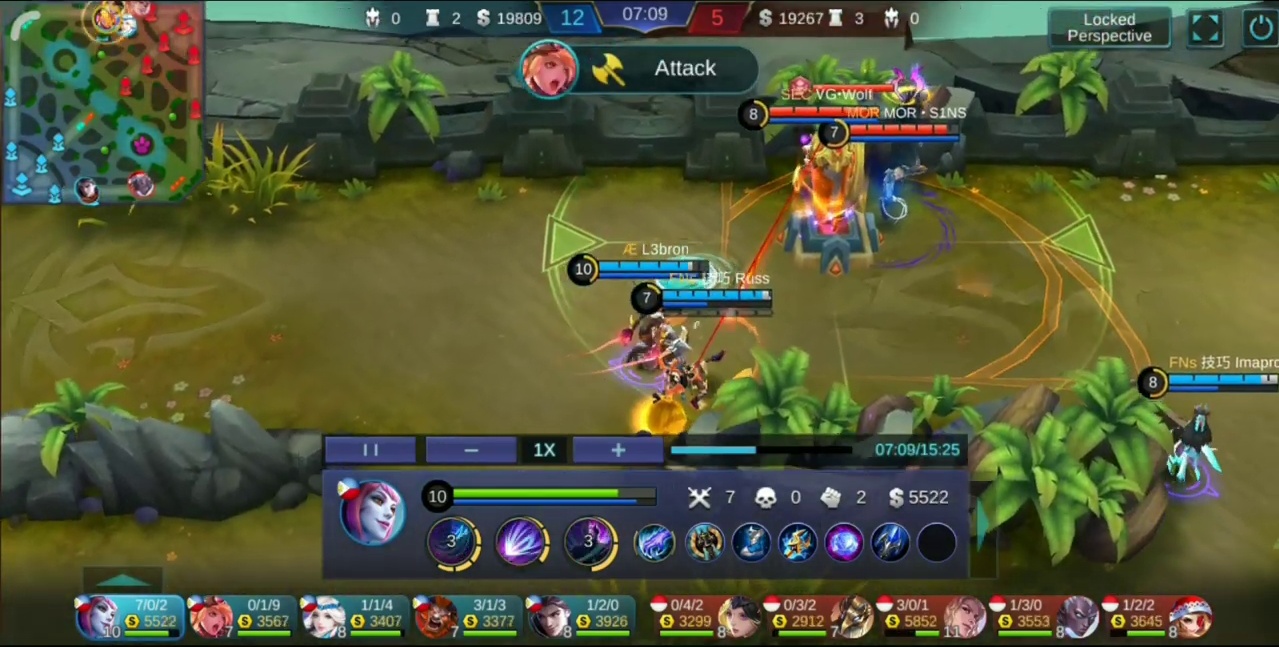 0 2 $ 19809 12 07:09 5 $ 19267 3 0
Locked
Perspective
Attack
SEC VG•Wolf
8
MOR MOR • S1NS
7
Æ L3bron
10
FNs 技巧 Russ
7
FNs 技巧 Imapro
8
1X 07:09/15:25
10 7 0 2 $ 5522
3 3
7/0/2 0/1/9 1/1/4 3/1/3 1/2/0 0/4/2 0/3/2 3/0/1 1/3/0 1/2/2
5522 3567 3407 3377 3926 3299 2912 5852 3553 3645
10 7 8 7 8 8 7 11 8 8